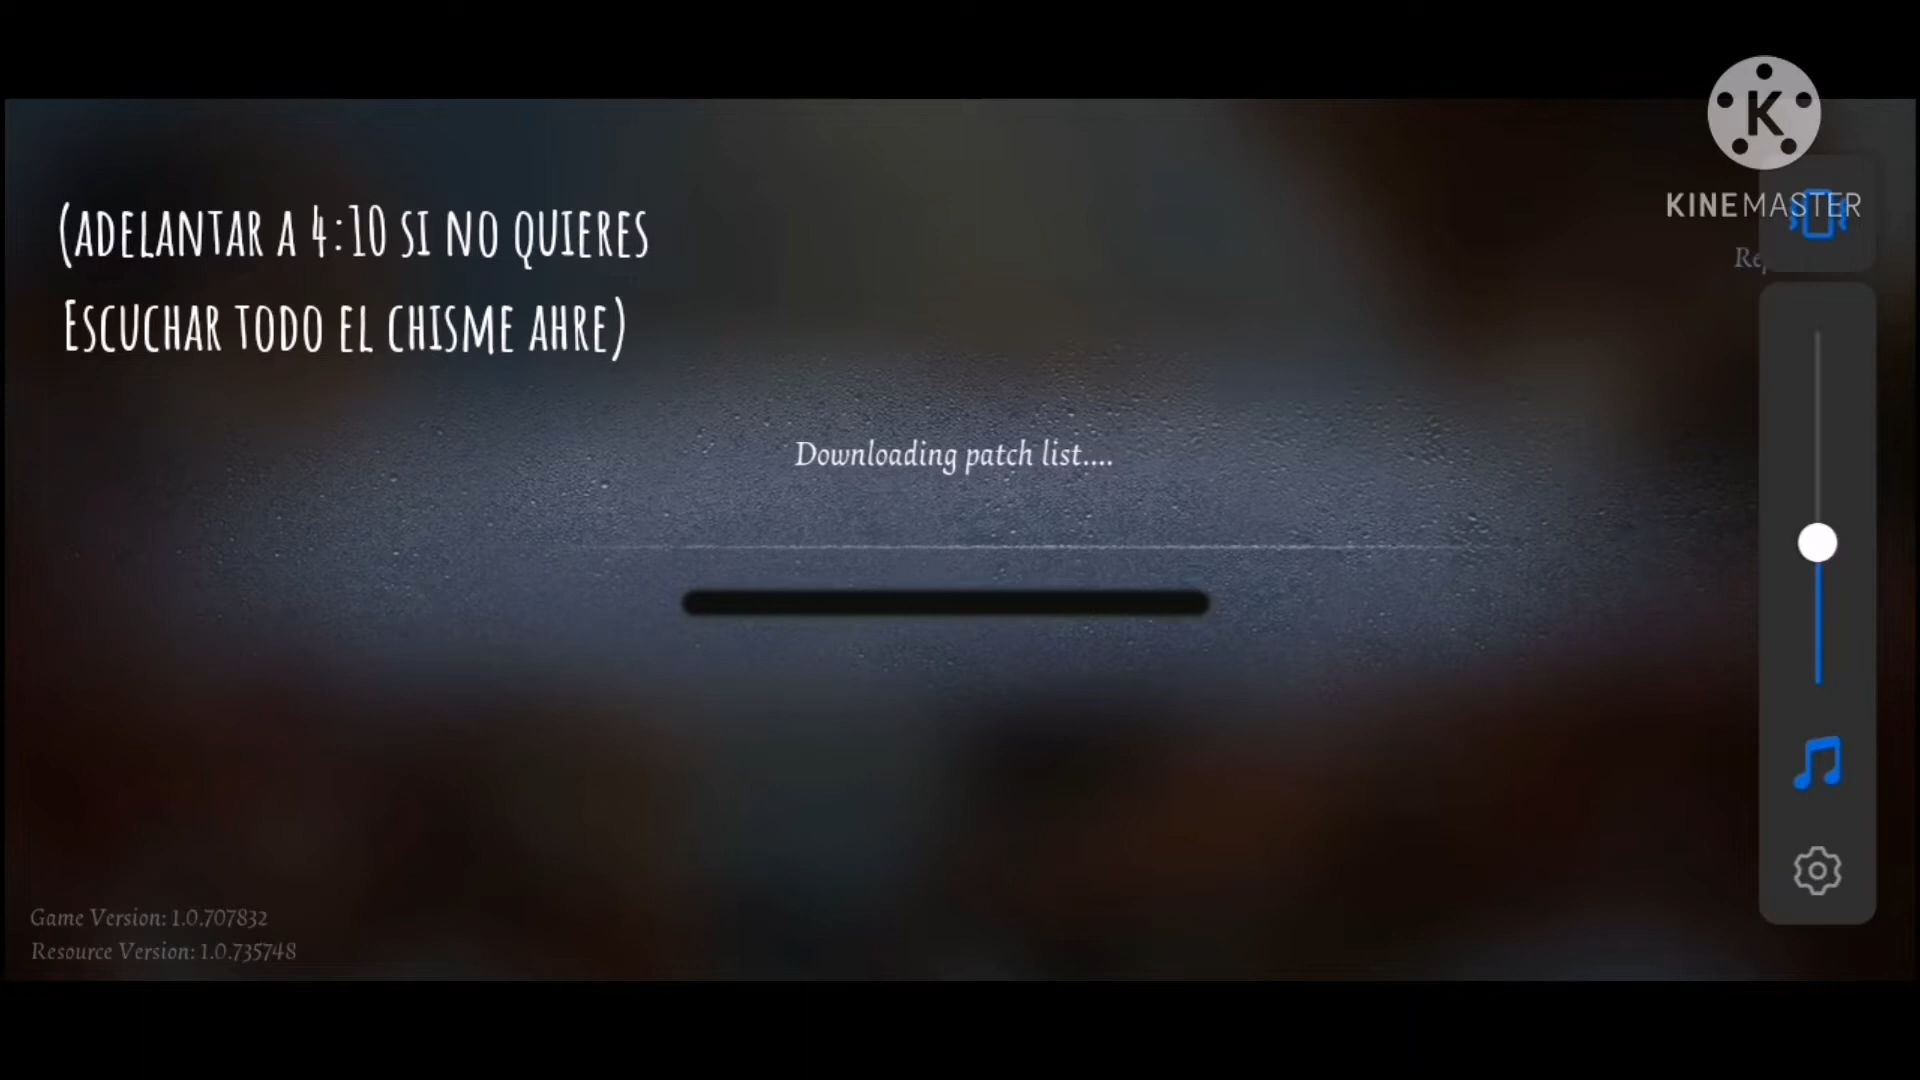 KINEMASTER
(ADELANTAR A 4:10 SI NO QUIERES
ESCUCHAR TODO EL CHISME AHRE)
Downloading patch list....
Game Version: 1.0.707832
Resource Version: 1.0.735748